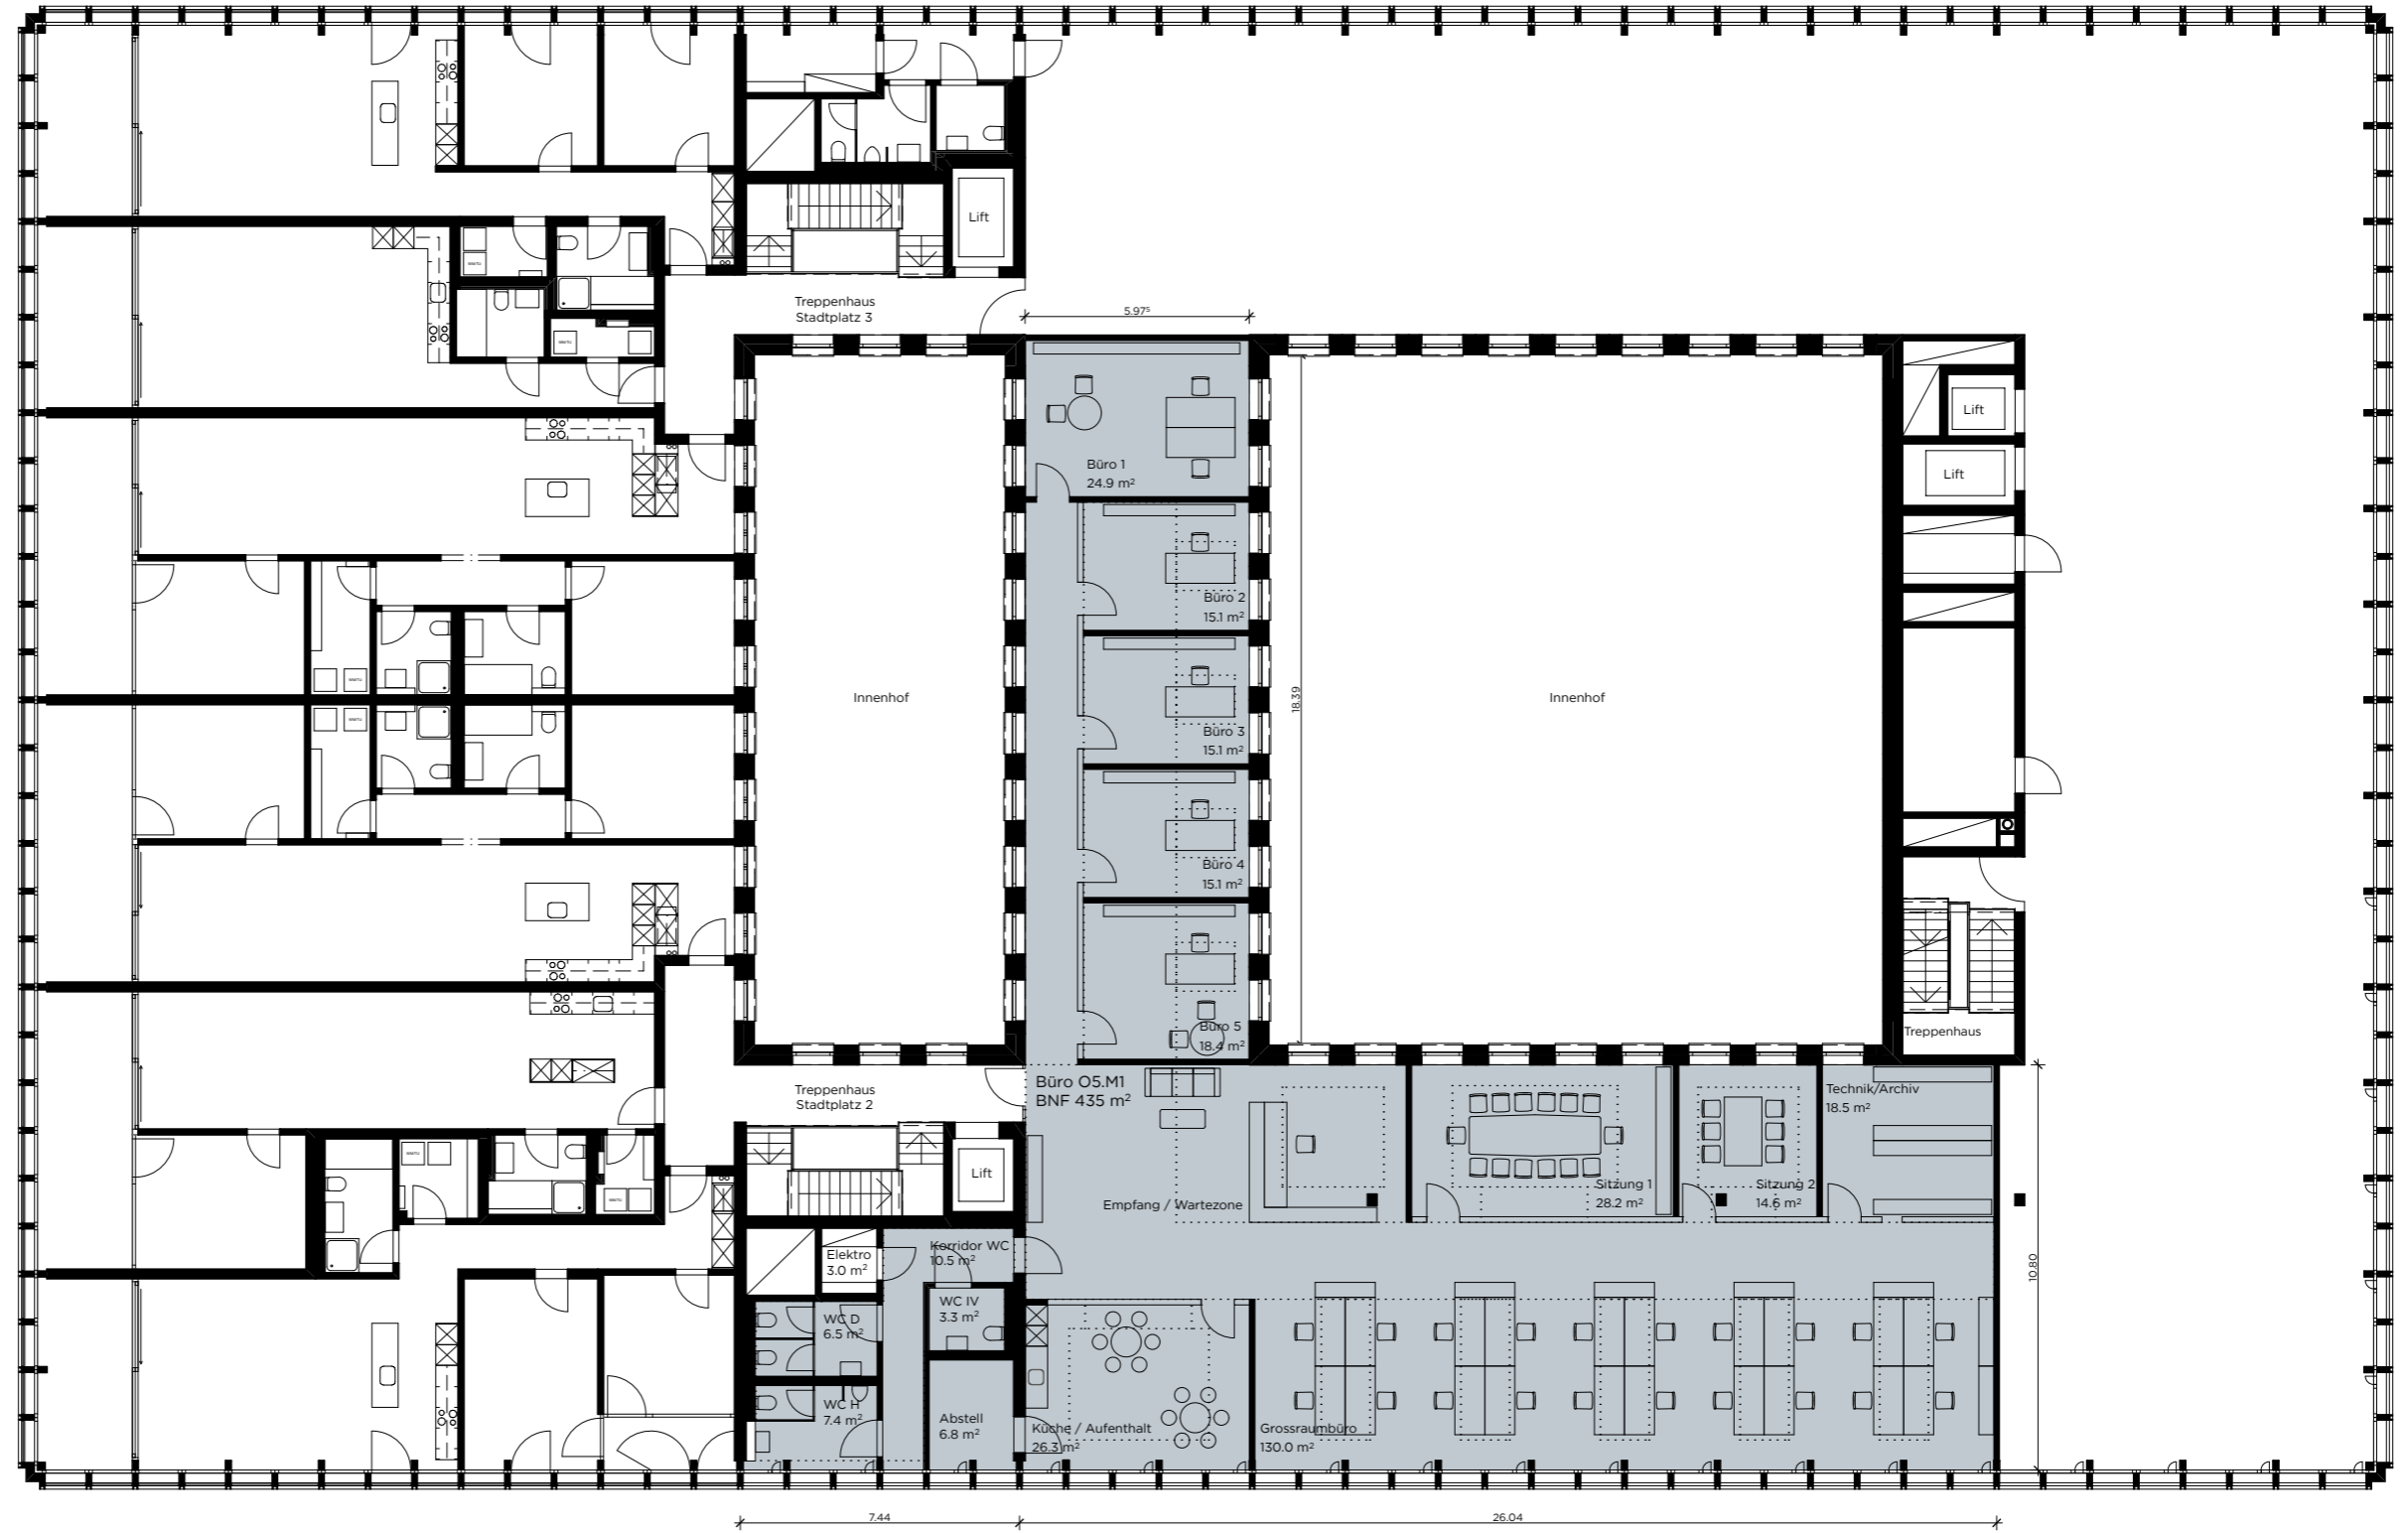 Lift
Treppenhaus
Stadtplatz 3
5.97⁵
Lift
Lift
Büro 1
24.9 m²
Büro 2
15.1 m²
Innenhof
18.39
Innenhof
Büro 3
15.1 m²
Büro 4
15.1 m²
Büro 5
18.4 m²
Treppenhaus
Treppenhaus
Stadtplatz 2
Büro O5.M1
BNF 435 m²
Technik/Archiv
18.5 m²
Lift
Empfang / Wartezone
Sitzung 1
28.2 m²
Sitzung 2
14.6 m²
Elektro
3.0 m²
Korridor WC
10.5 m²
10.80
WC IV
3.3 m²
WC D
6.5 m²
WC H
7.4 m²
Abstell
6.8 m²
Küche / Aufenthalt
26.3 m²
Grossraumbüro
130.0 m²
7.44
26.04